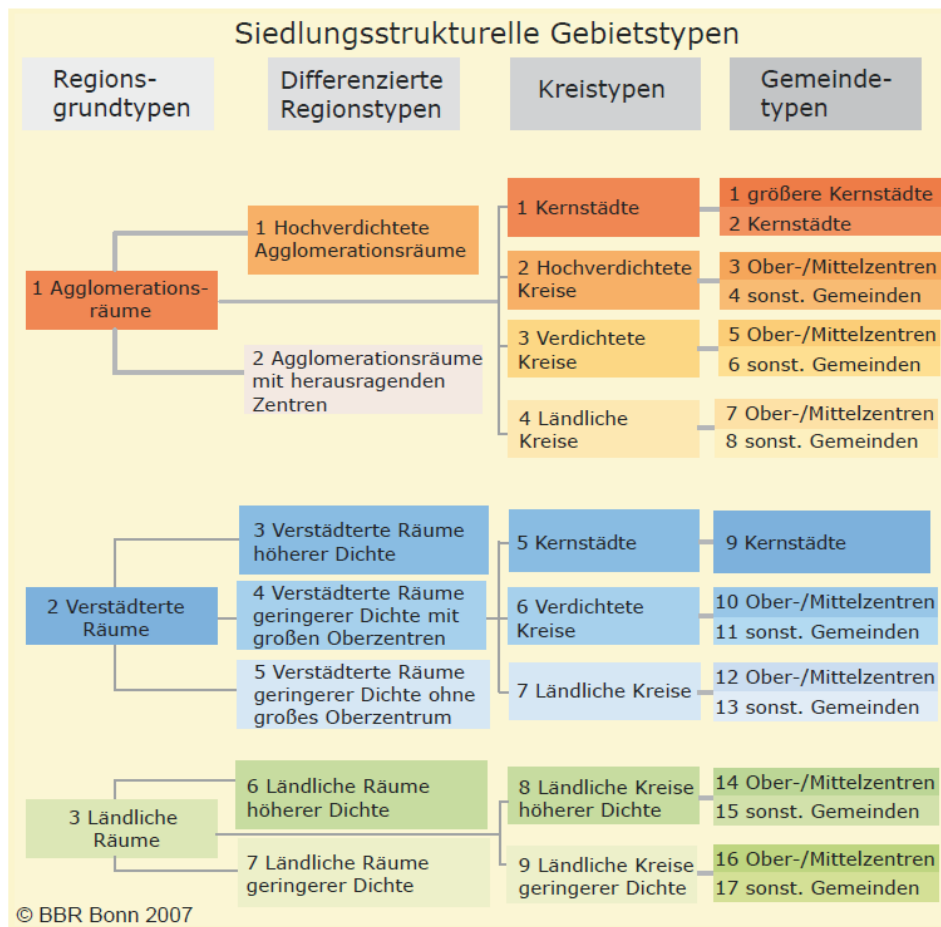 Siedlungsstrukturelle Gebietstypen
Regions-
grundtypen
Differenzierte
Regionstypen
Kreistypen
Gemeinde-
typen
1 Agglomerations-
räume
1 Hochverdichtete
Agglomerationsräume
2 Agglomerationsräume
mit herausragenden
Zentren
1 Kernstädte
2 Hochverdichtete
Kreise
3 Verdichtete
Kreise
4 Ländliche
Kreise
1 größere Kernstädte
2 Kernstädte
3 Ober-/Mittelzentren
4 sonst. Gemeinden
5 Ober-/Mittelzentren
6 sonst. Gemeinden
7 Ober-/Mittelzentren
8 sonst. Gemeinden
2 Verstädterte
Räume
3 Verstädterte Räume
höherer Dichte
4 Verstädterte Räume
geringerer Dichte mit
großen Oberzentren
5 Verstädterte Räume
geringerer Dichte ohne
großes Oberzentrum
5 Kernstädte
6 Verdichtete
Kreise
7 Ländliche Kreise
9 Kernstädte
10 Ober-/Mittelzentren
11 sonst. Gemeinden
12 Ober-/Mittelzentren
13 sonst. Gemeinden
3 Ländliche
Räume
6 Ländliche Räume
höherer Dichte
7 Ländliche Räume
geringerer Dichte
8 Ländliche Kreise
höherer Dichte
9 Ländliche Kreise
geringerer Dichte
14 Ober-/Mittelzentren
15 sonst. Gemeinden
16 Ober-/Mittelzentren
17 sonst. Gemeinden
© BBR Bonn 2007